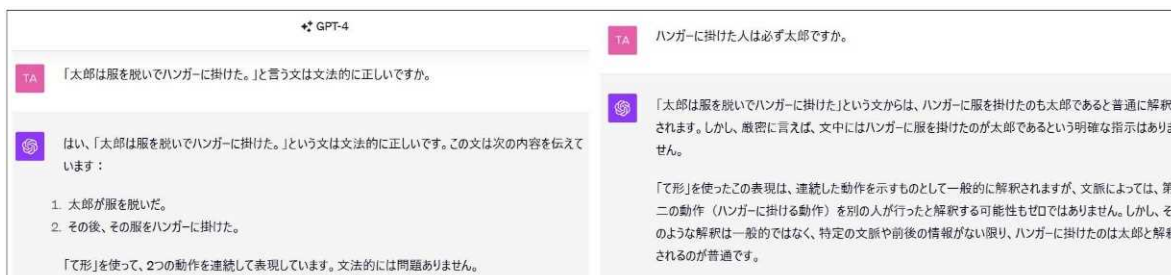 GPT-4
TA
「太郎は服を脱いでハンガーに掛けた。」と言う文は文法的に正しいですか。
はい、「太郎は服を脱いでハンガーに掛けた。」という文は文法的に正しいです。この文は次の内容を伝えて
います：
1. 太郎が服を脱いだ。
2. その後、その服をハンガーに掛けた。
「て形」を使って、2つの動作を連続して表現しています。文法的には問題ありません。
TA
ハンガーに掛けた人は必ず太郎ですか。
「太郎は服を脱いでハンガーに掛けた」という文からは、ハンガーに服を掛けたのも太郎であると普通に解釈
されます。しかし、厳密に言えば、文中にはハンガーに服を掛けたのが太郎であるという明確な指示はありま
せん。
「て形」を使ったこの表現は、連続した動作を示すものとして一般的に解釈されますが、文脈によっては、第
二の動作（ハンガーに掛ける動作）を別の人が行ったと解釈する可能性もゼロではありません。しかし、そ
のような解釈は一般的ではなく、特定の文脈や前後の情報がない限り、ハンガーに掛けたのは太郎と解釈
されるのが普通です。